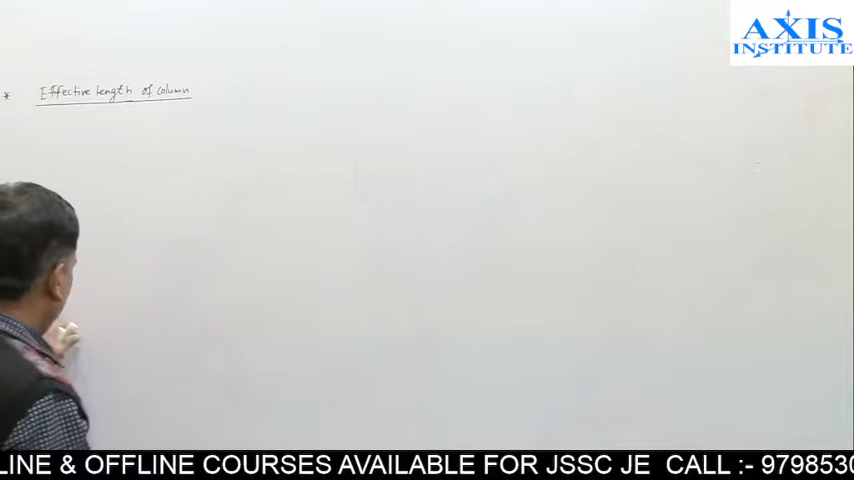 AXIS
INSTITUTE
* Effective Length of Column
LINE & OFFLINE COURSES AVAILABLE FOR JSSC JE CALL :- 9798530